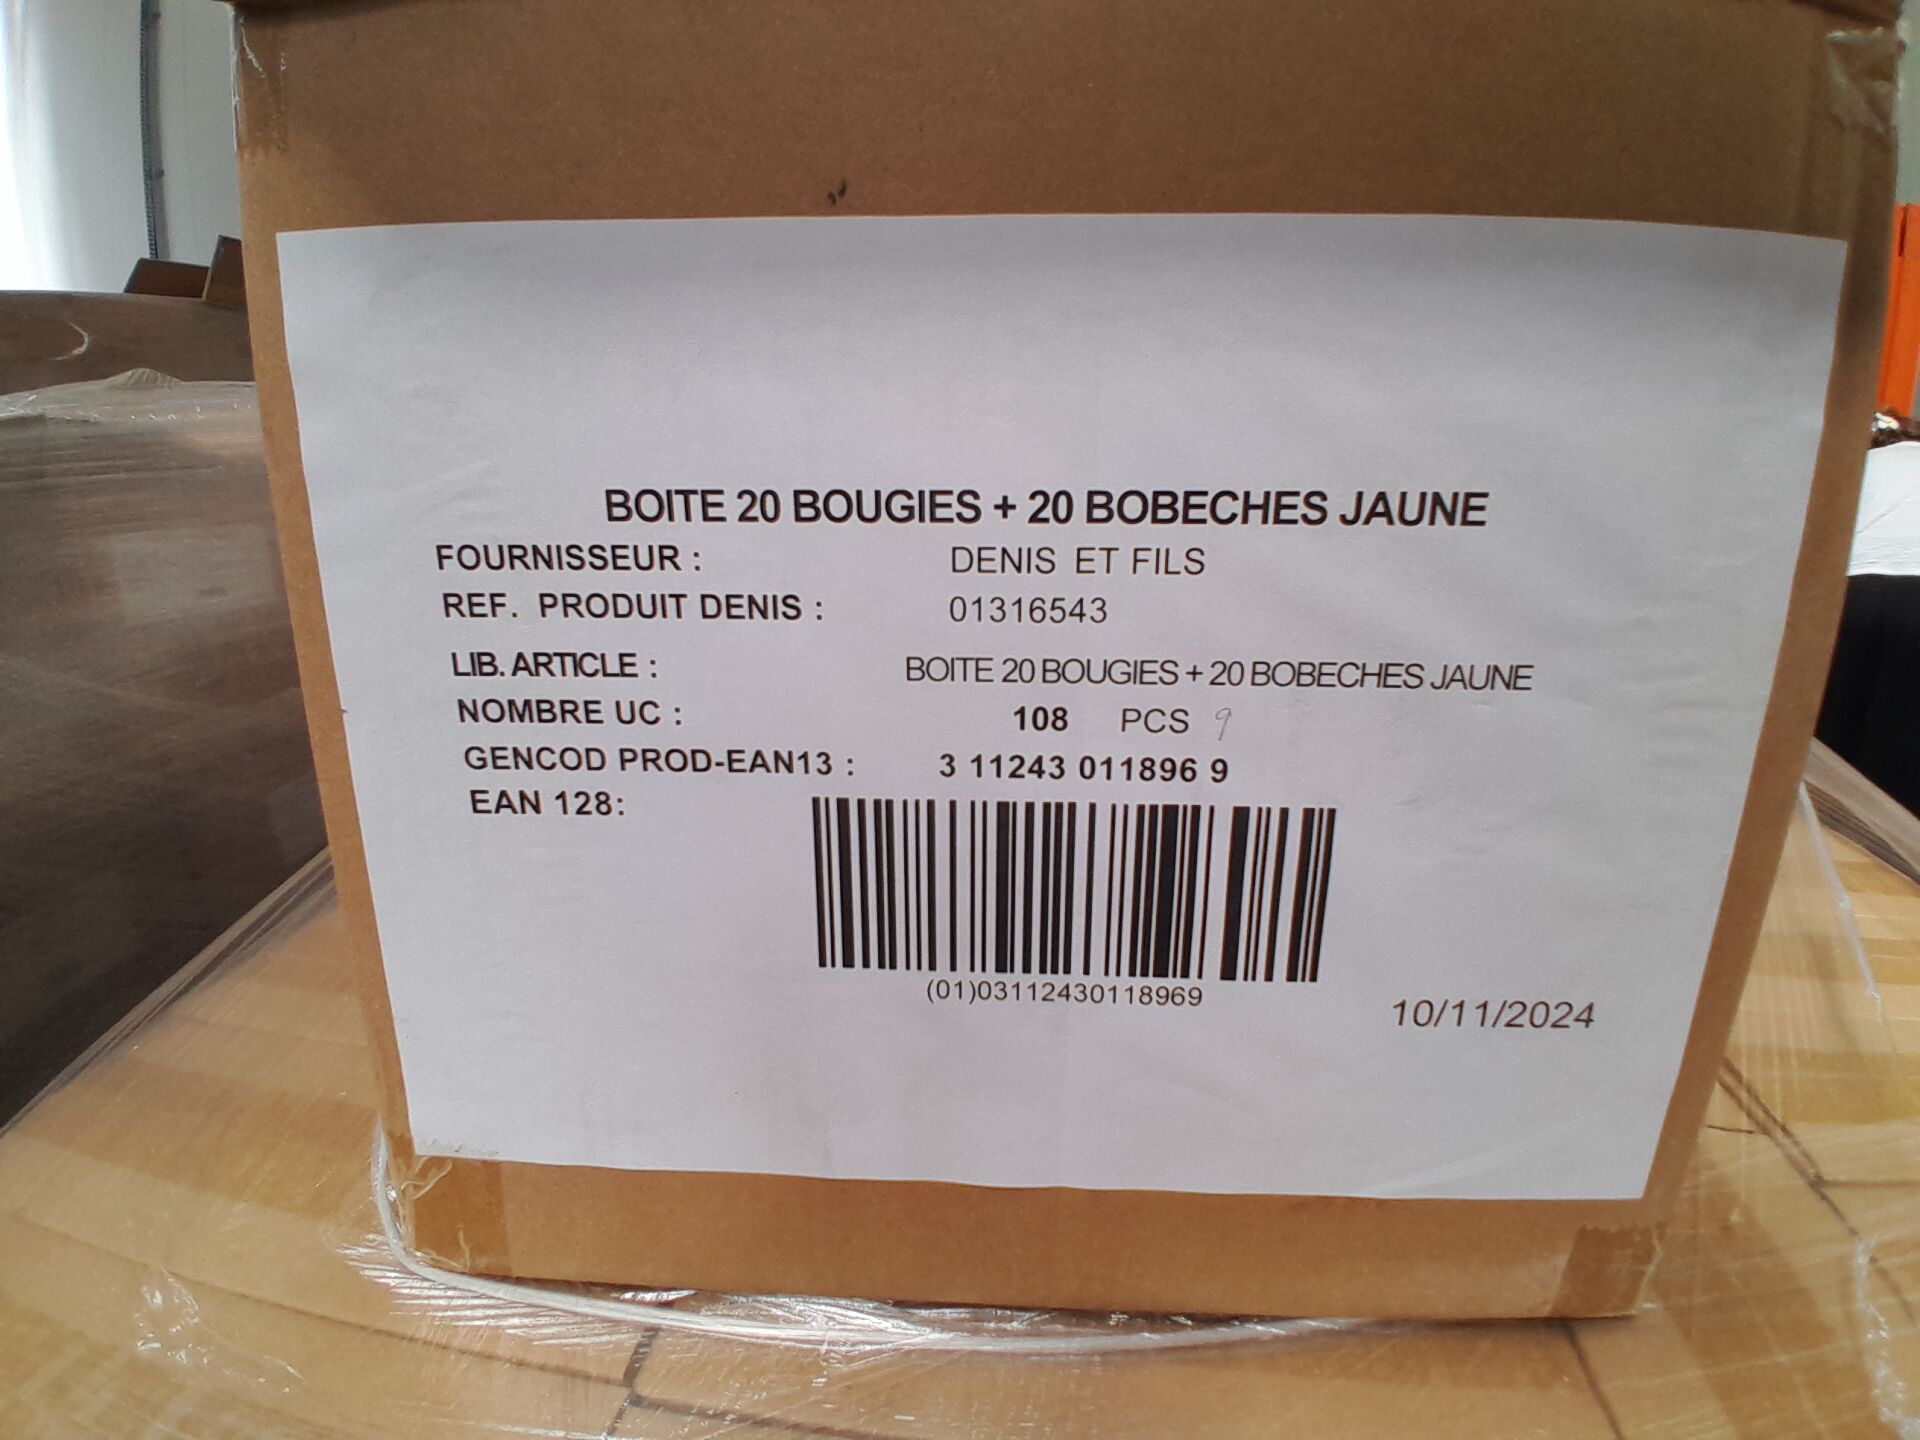 BOITE 20 BOUGIES + 20 BOBECHES JAUNE
FOURNISSEUR : DENIS ET FILS
REF. PRODUIT DENIS : 01316543
LIB. ARTICLE : BOITE 20 BOUGIES + 20 BOBECHES JAUNE
NOMBRE UC : 108 PCS 9
GENCOD PROD-EAN13 : 3 11243 011896 9
EAN 128:
(01)03112430118969
10/11/2024